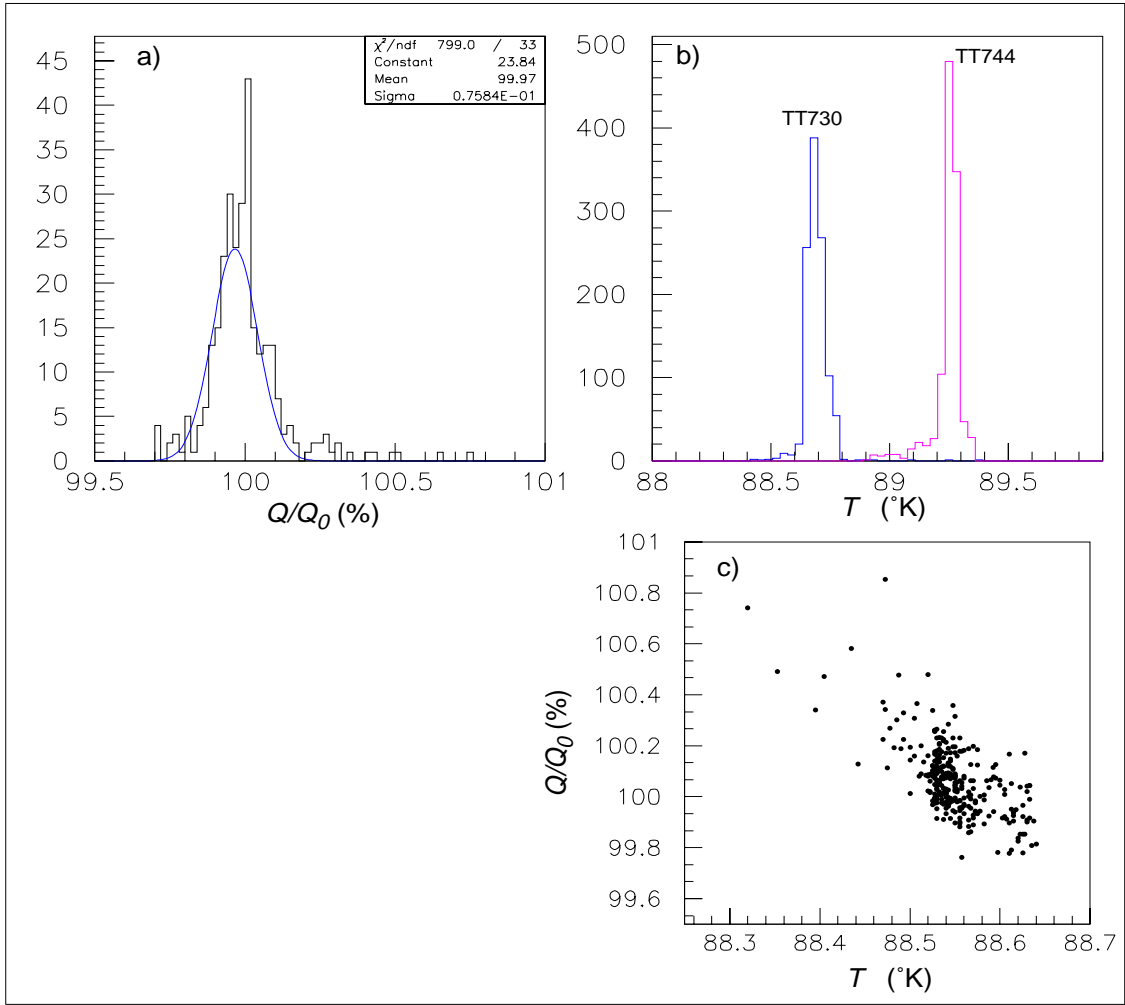 a)
χ²/ndf 799.0 / 33
Constant 23.84
Mean 99.97
Sigma 0.7584E-01
45
40
35
30
25
20
15
10
5
0
99.5 100 100.5 101
Q/Q0 (%)
b)
TT744
TT730
500
400
300
200
100
0
88 88.5 89 89.5
T (˚K)
c)
101
100.8
100.6
100.4
100.2
100
99.8
99.6
Q/Q0 (%)
88.3 88.4 88.5 88.6 88.7
T (˚K)